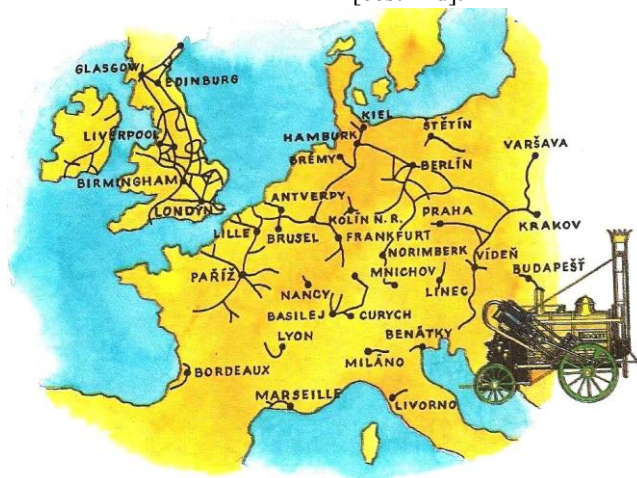 GLASGOW
EDINBURG
KIEL
ŠTĚTÍN
LIVERPOOL
HAMBURK
VARŠAVA
BRÉMY
BERLÍN
BIRMINGHAM
ANTVERPY
LONDÝN
KOLÍN N.R.
PRAHA
LILLE
BRUSEL
FRANKFURT
KRAKOV
NORIMBERK
VÍDEŇ
PAŘÍŽ
MNICHOV
BUDAPEŠŤ
NANCY
LINEC
BASILEJ
CURYCH
LYON
BENÁTKY
MILÁNO
BORDEAUX
MARSEILLE
LIVORNO